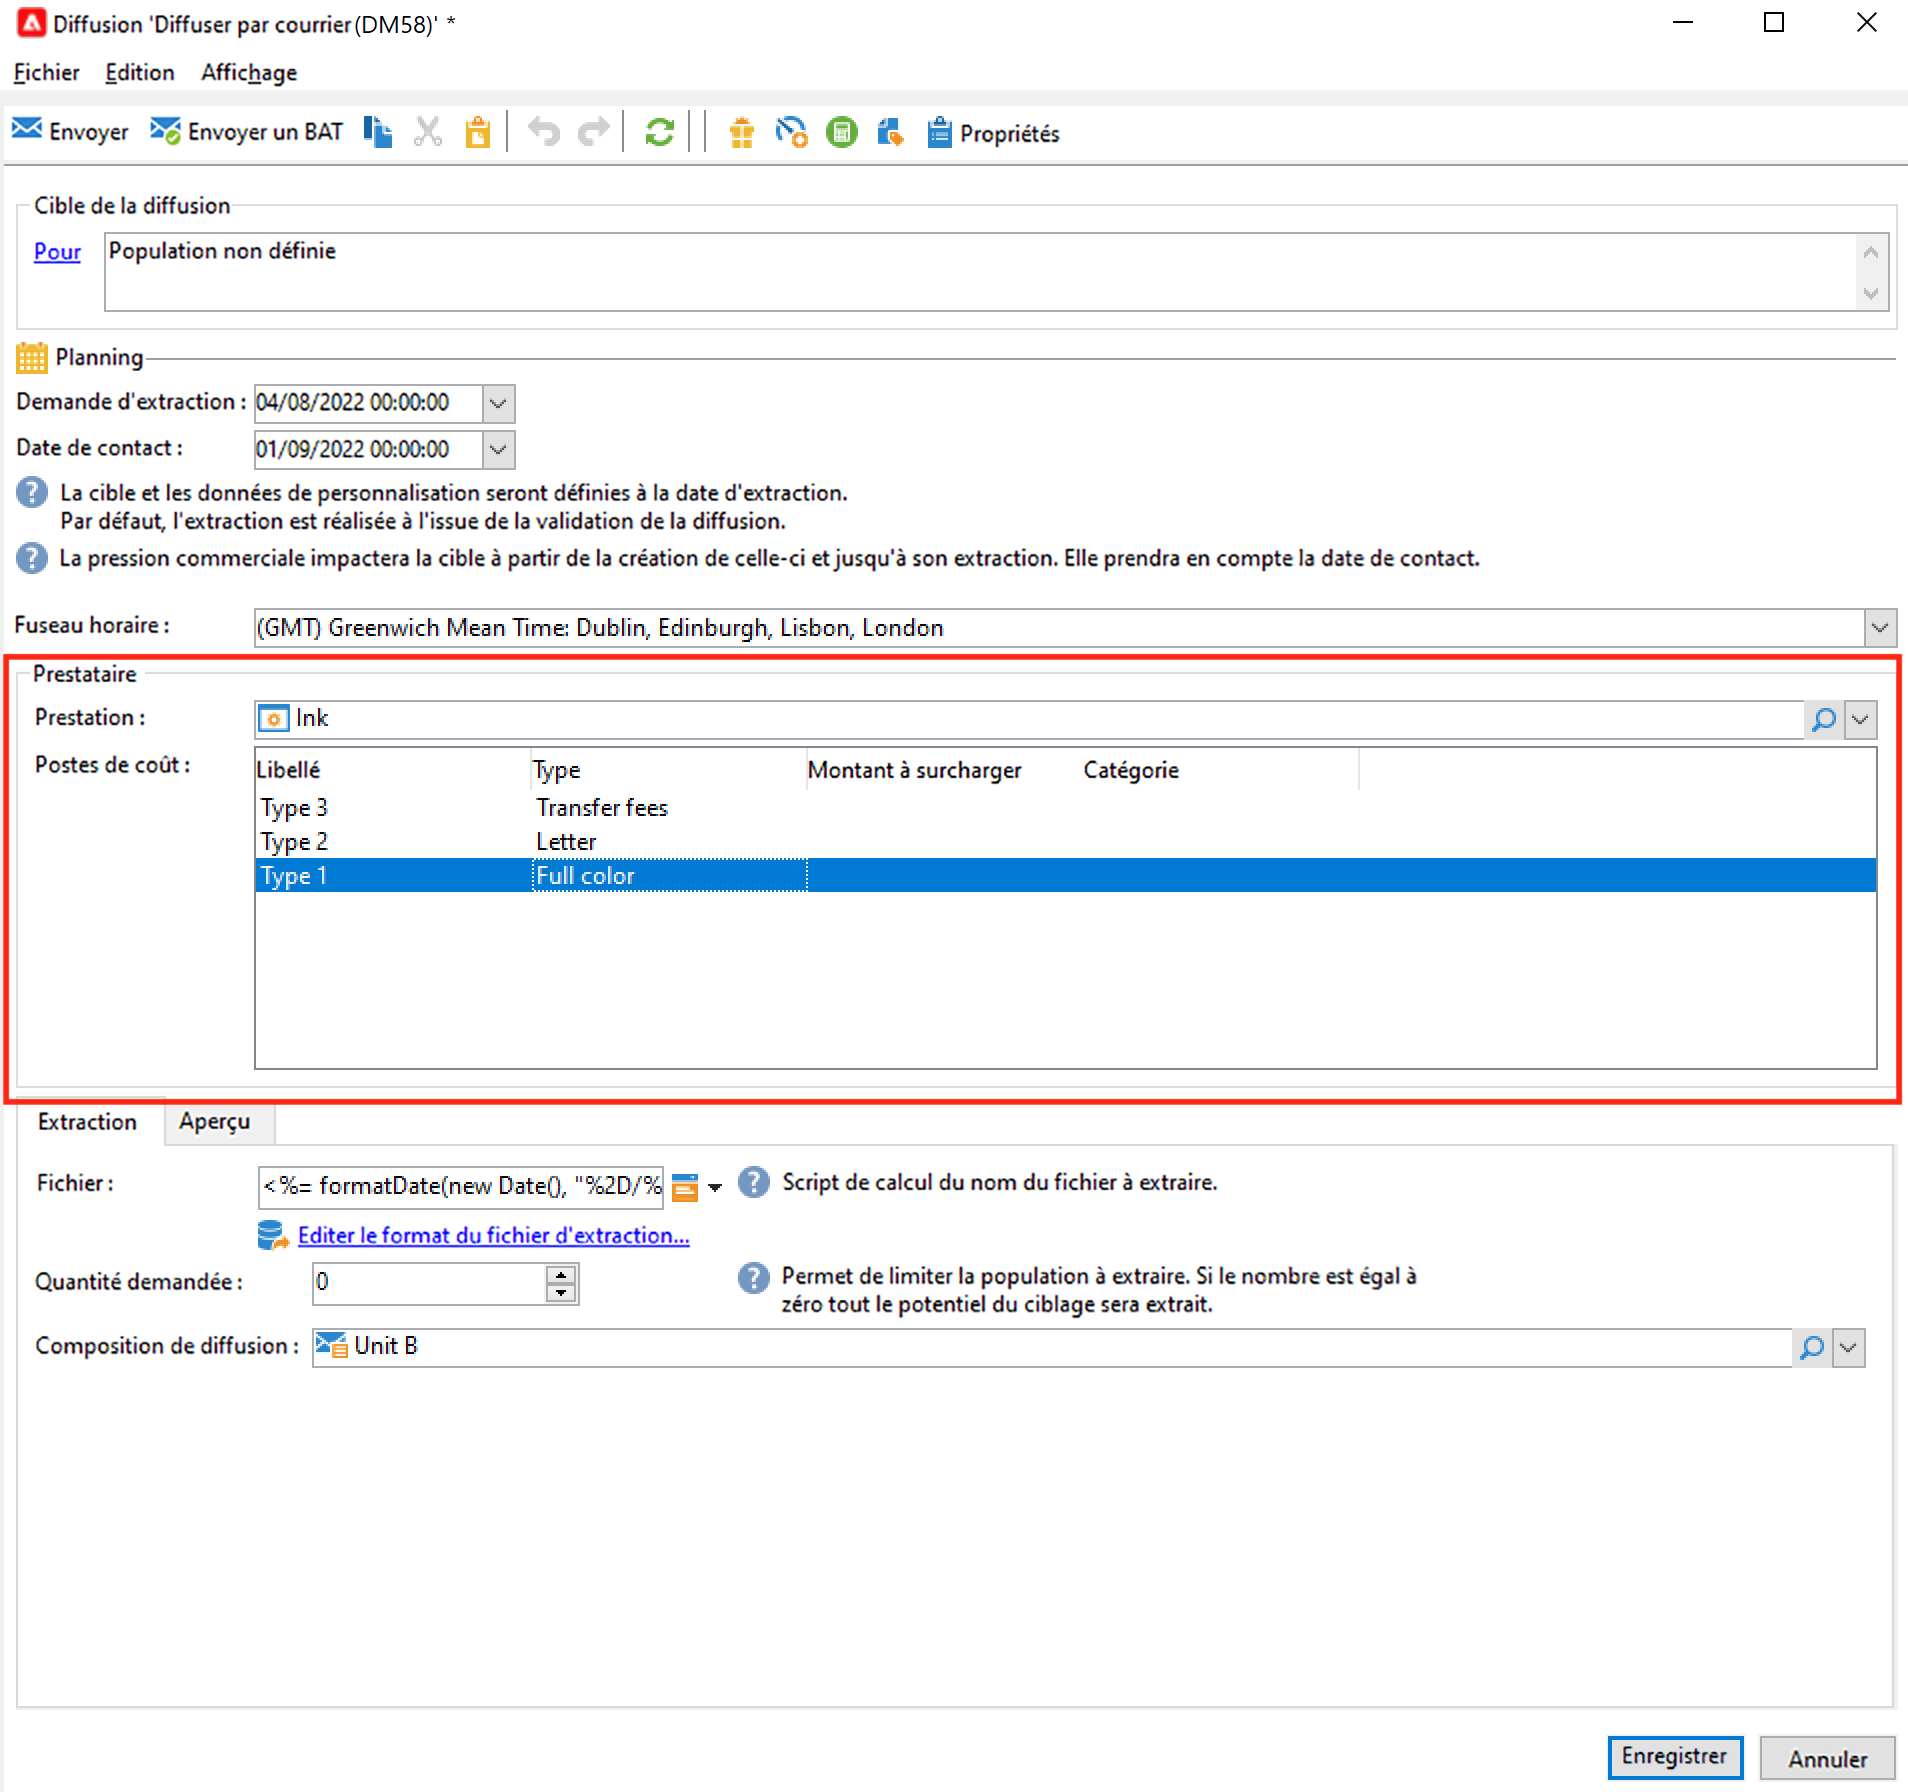 Diffusion 'Diffuser par courrier (DM58)' *
Fichier Edition Affichage
Envoyer Envoyer un BAT Propriétés
Cible de la diffusion
Pour Population non définie
Planning
Demande d'extraction : 04/08/2022 00:00:00
Date de contact : 01/09/2022 00:00:00
La cible et les données de personnalisation seront définies à la date d'extraction.
Par défaut, l'extraction est réalisée à l'issue de la validation de la diffusion.
La pression commerciale impactera la cible à partir de la création de celle-ci et jusqu'à son extraction. Elle prendra en compte la date de contact.
Fuseau horaire : (GMT) Greenwich Mean Time: Dublin, Edinburgh, Lisbon, London
Prestataire
Prestation : Ink
Postes de coût : Libellé Type Montant à surcharger Catégorie
Type 3 Transfer fees
Type 2 Letter
Type 1 Full color
Extraction Aperçu
Fichier : <%= formatDate(new Date(), "%2D/% Script de calcul du nom du fichier à extraire.
Editer le format du fichier d'extraction...
Quantité demandée : 0 Permet de limiter la population à extraire. Si le nombre est égal à
zéro tout le potentiel du ciblage sera extrait.
Composition de diffusion : Unit B
Enregistrer Annuler